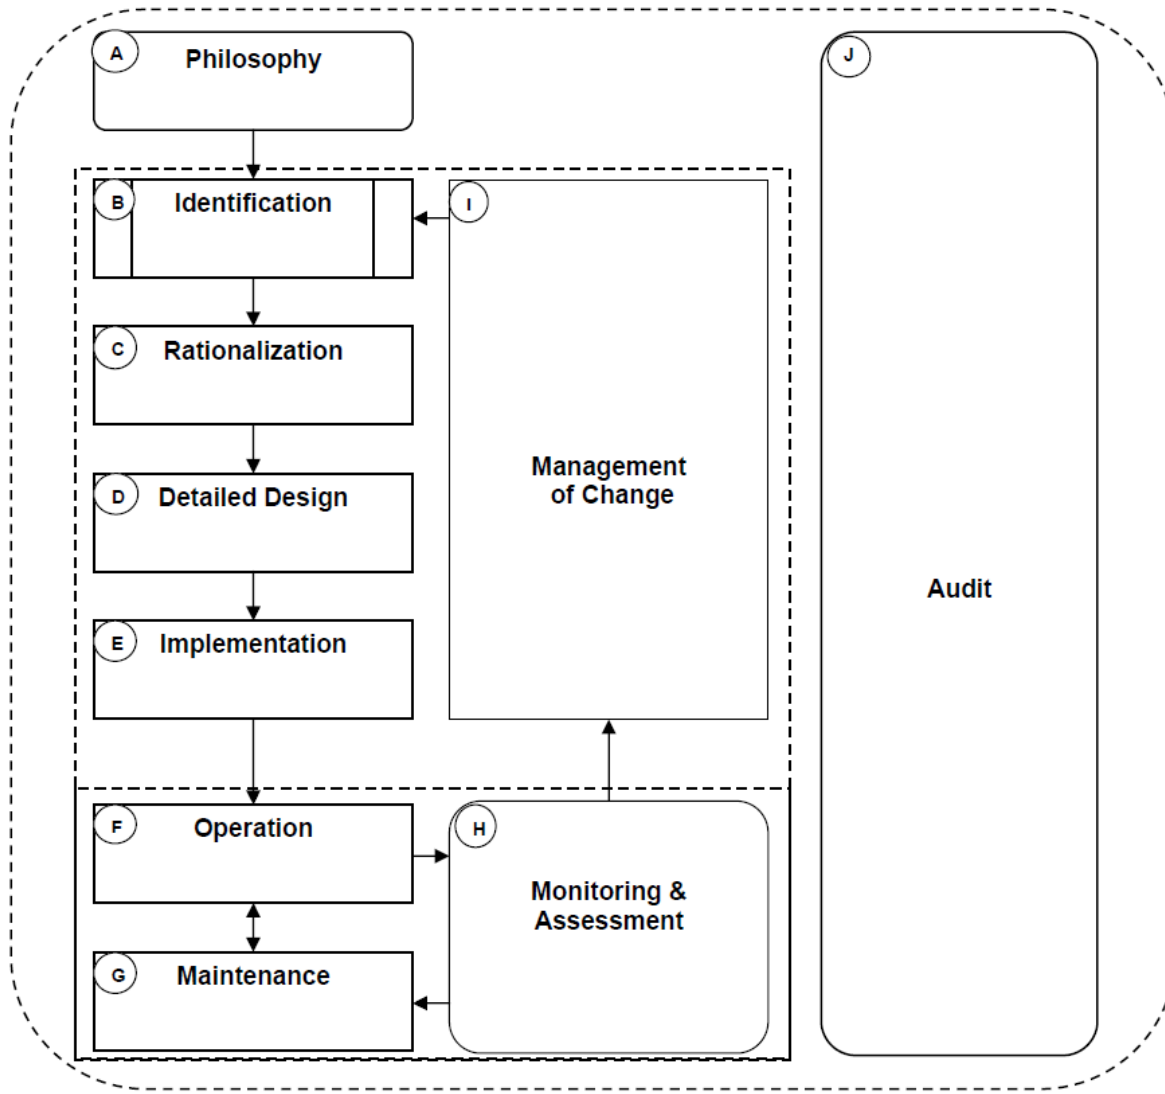 A
Philosophy
B
Identification
C
Rationalization
D
Detailed Design
E
Implementation
F
Operation
G
Maintenance
H
Monitoring &
Assessment
I
Management
of Change
J
Audit